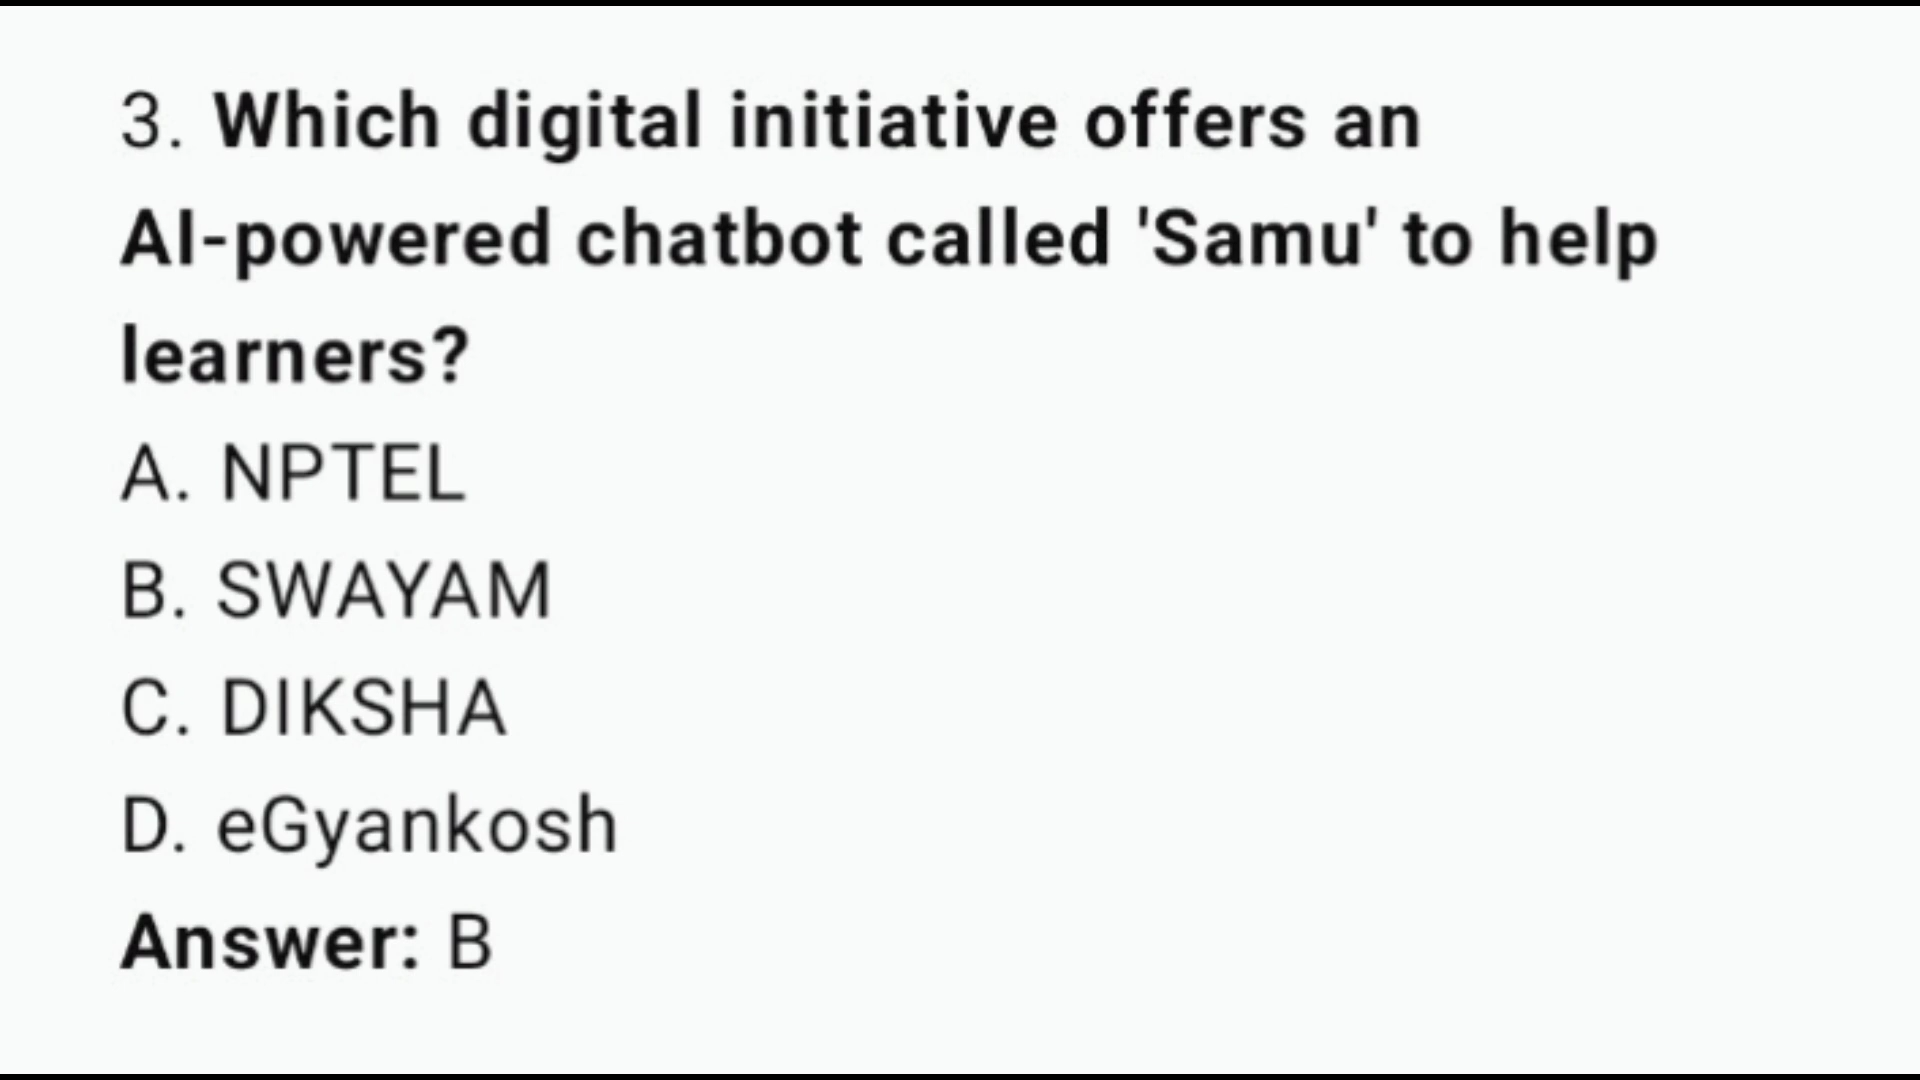 3. Which digital initiative offers an
AI-powered chatbot called 'Samu' to help
learners?
A. NPTEL
B. SWAYAM
C. DIKSHA
D. eGyankosh
Answer: B